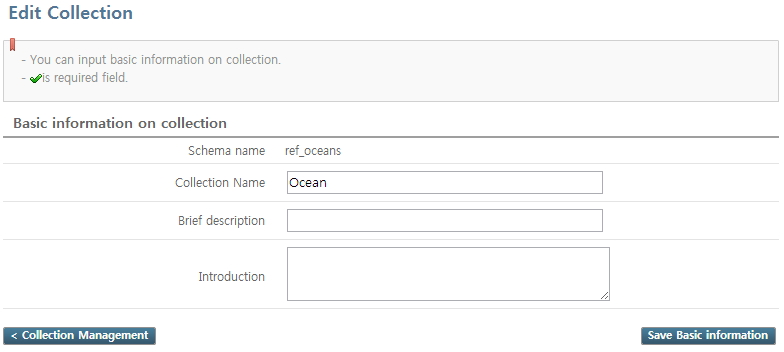 Edit Collection
- You can input basic information on collection.
- is required field.
Basic information on collection
Schema name ref_oceans
Collection Name Ocean
Brief description
Introduction
< Collection Management Save Basic information